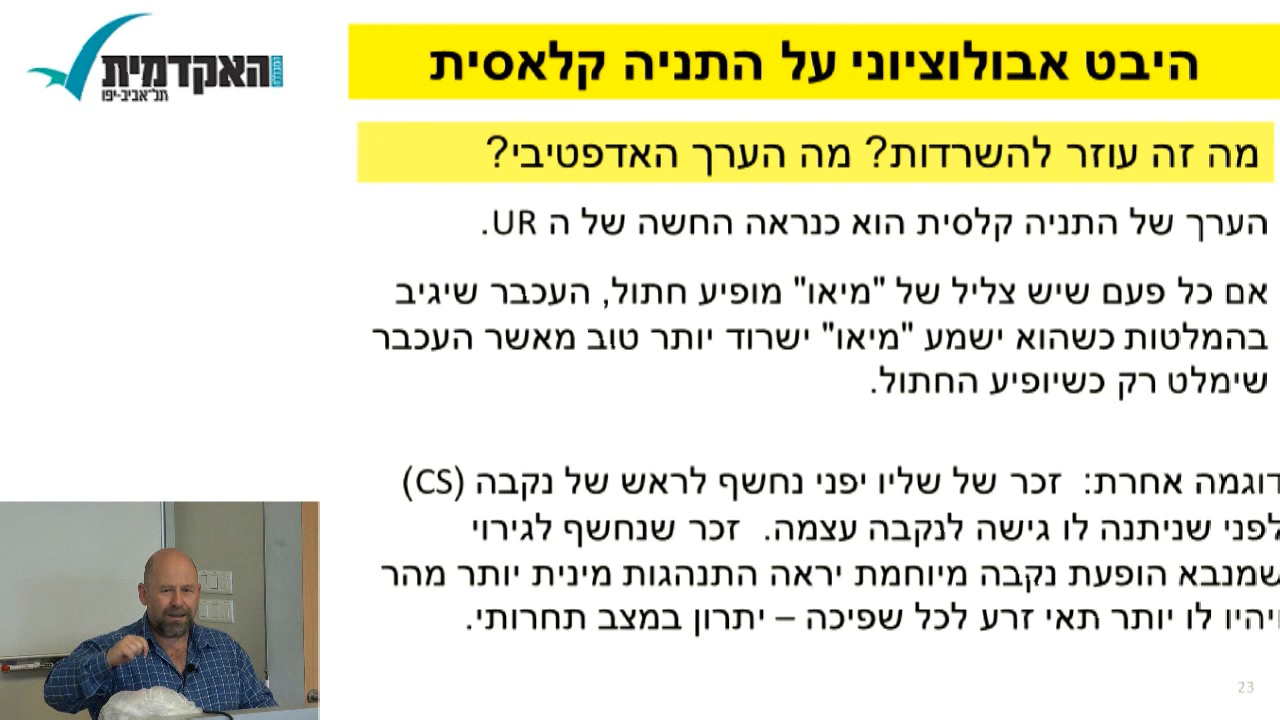 האקדמית
תל־אביב-יפו
היבט אבולוציוני על התניה קלאסית
מה זה עוזר להשרדות? מה הערך האדפטיבי?
הערך של התניה קלסית הוא כנראה החשה של ה UR.
אם כל פעם שיש צליל של "מיאו" מופיע חתול, העכבר שיגיב
בהמלטות כשהוא ישמע "מיאו" ישרוד יותר טוב מאשר העכבר
שימלט רק כשיופיע החתול.
דוגמה אחרת: זכר של שליו יפני נחשף לראש של נקבה (CS)
לפני שניתנה לו גישה לנקבה עצמה. זכר שנחשף לגירוי
שמנבא הופעת נקבה מיוחמת יראה התנהגות מינית יותר מהר
ויהיו לו יותר תאי זרע לכל שפיכה – יתרון במצב תחרותי.
23